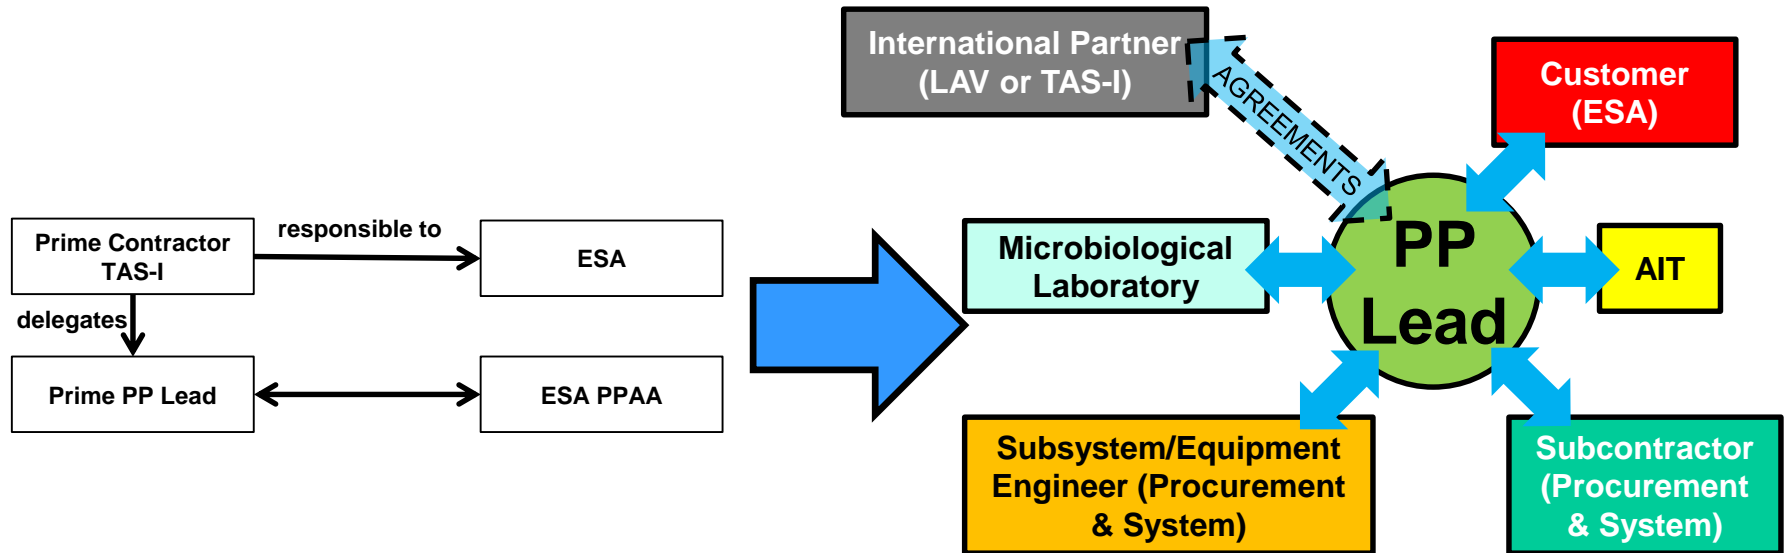 Prime Contractor
TAS-I
responsible to
ESA
delegates
Prime PP Lead
ESA PPAA
International Partner
(LAV or TAS-I)
AGREEMENTS
Customer
(ESA)
Microbiological
Laboratory
PP
Lead
AIT
Subsystem/Equipment
Engineer (Procurement
& System)
Subcontractor
(Procurement
& System)